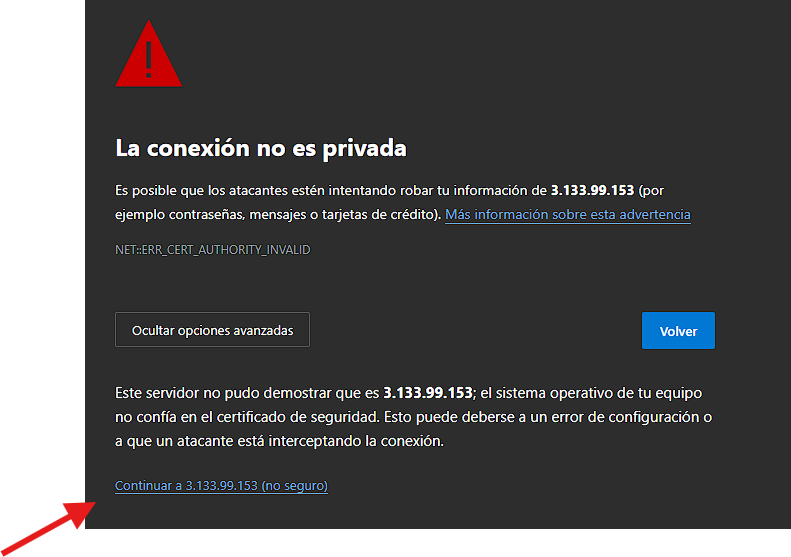 La conexión no es privada
Es posible que los atacantes estén intentando robar tu información de 3.133.99.153 (por
ejemplo contraseñas, mensajes o tarjetas de crédito). Más información sobre esta advertencia
NET::ERR_CERT_AUTHORITY_INVALID
Ocultar opciones avanzadas
Volver
Este servidor no pudo demostrar que es 3.133.99.153; el sistema operativo de tu equipo
no confía en el certificado de seguridad. Esto puede deberse a un error de configuración o
a que un atacante está interceptando la conexión.
Continuar a 3.133.99.153 (no seguro)